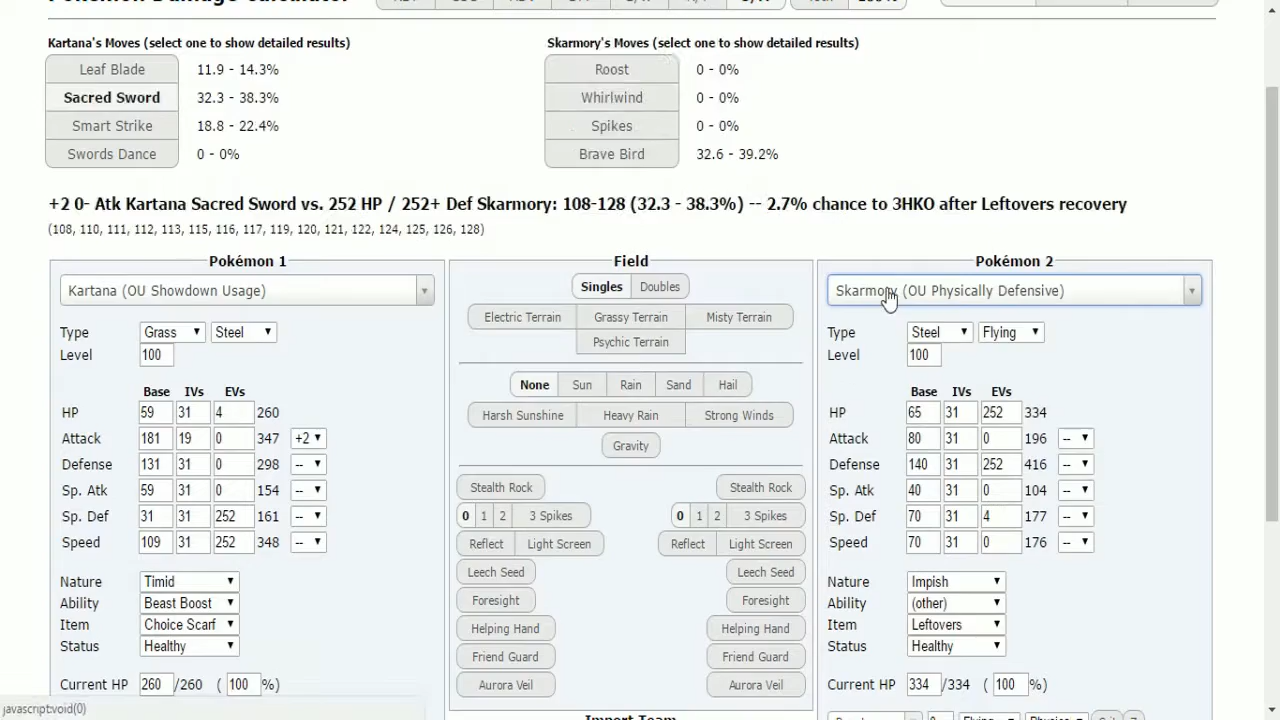 Kartana's Moves (select one to show detailed results) Skarmory's Moves (select one to show detailed results)
Leaf Blade 11.9 - 14.3% Roost 0 - 0%
Sacred Sword 32.3 - 38.3% Whirlwind 0 - 0%
Smart Strike 18.8 - 22.4% Spikes 0 - 0%
Swords Dance 0 - 0% Brave Bird 32.6 - 39.2%
+2 0- Atk Kartana Sacred Sword vs. 252 HP / 252+ Def Skarmory: 108-128 (32.3 - 38.3%) -- 2.7% chance to 3HKO after Leftovers recovery
(108, 110, 111, 112, 113, 115, 116, 117, 119, 120, 121, 122, 124, 125, 126, 128)
Pokémon 1
Kartana (OU Showdown Usage)
Type Grass Steel
Level 100
Base IVs EVs
HP 59 31 4 260
Attack 181 19 0 347 +2
Defense 131 31 0 298 --
Sp. Atk 59 31 0 154 --
Sp. Def 31 31 252 161 --
Speed 109 31 252 348 --
Nature Timid
Ability Beast Boost
Item Choice Scarf
Status Healthy
Current HP 260 /260 ( 100 %)
Field
Singles Doubles
Electric Terrain Grassy Terrain Misty Terrain
Psychic Terrain
None Sun Rain Sand Hail
Harsh Sunshine Heavy Rain Strong Winds
Gravity
Stealth Rock Stealth Rock
0 1 2 3 Spikes 0 1 2 3 Spikes
Reflect Light Screen Reflect Light Screen
Leech Seed Leech Seed
Foresight Foresight
Helping Hand Helping Hand
Friend Guard Friend Guard
Aurora Veil Aurora Veil
Pokémon 2
Skarmory (OU Physically Defensive)
Type Steel Flying
Level 100
Base IVs EVs
HP 65 31 252 334
Attack 80 31 0 196 --
Defense 140 31 252 416 --
Sp. Atk 40 31 0 104 --
Sp. Def 70 31 4 177 --
Speed 70 31 0 176 --
Nature Impish
Ability (other)
Item Leftovers
Status Healthy
Current HP 334 /334 ( 100 %)
javascript:void(0)